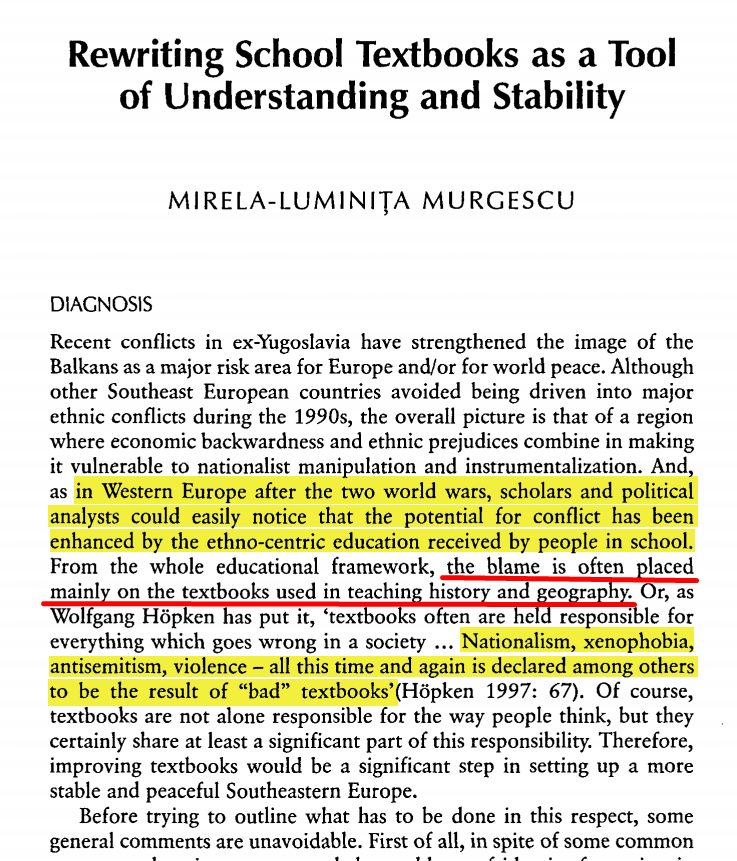 Rewriting School Textbooks as a Tool
of Understanding and Stability
MIRELA-LUMINIȚA MURGESCU
DIAGNOSIS
Recent conflicts in ex-Yugoslavia have strengthened the image of the
Balkans as a major risk area for Europe and/or for world peace. Although
other Southeast European countries avoided being driven into major
ethnic conflicts during the 1990s, the overall picture is that of a region
where economic backwardness and ethnic prejudices combine in making
it vulnerable to nationalist manipulation and instrumentalization. And,
as in Western Europe after the two world wars, scholars and political
analysts could easily notice that the potential for conflict has been
enhanced by the ethno-centric education received by people in school.
From the whole educational framework, the blame is often placed
mainly on the textbooks used in teaching history and geography. Or, as
Wolfgang Höpken has put it, ‘textbooks often are held responsible for
everything which goes wrong in a society ... Nationalism, xenophobia,
antisemitism, violence – all this time and again is declared among others
to be the result of “bad” textbooks’(Höpken 1997: 67). Of course,
textbooks are not alone responsible for the way people think, but they
certainly share at least a significant part of this responsibility. Therefore,
improving textbooks would be a significant step in setting up a more
stable and peaceful Southeastern Europe.
Before trying to outline what has to be done in this respect, some
general comments are unavoidable. First of all, in spite of some common